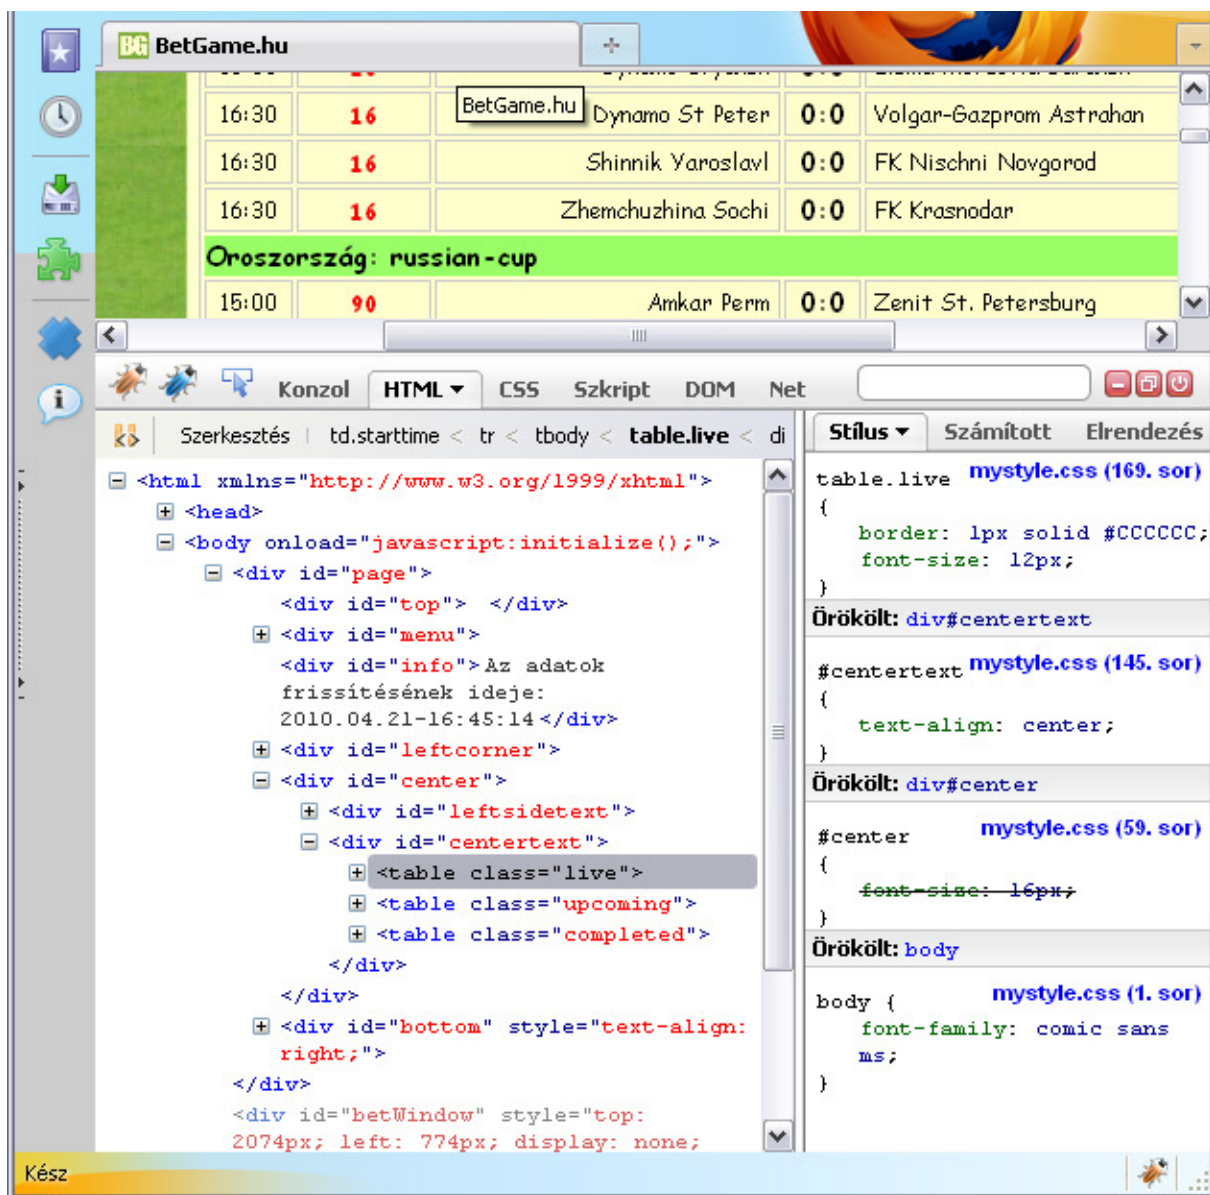 BG BetGame.hu
BetGame.hu
16:30 16 Dynamo St Peter 0:0 Volgar-Gazprom Astrahan
16:30 16 Shinnik Yaroslavl 0:0 FK Nischni Novgorod
16:30 16 Zhemchuzhina Sochi 0:0 FK Krasnodar
Oroszország: russian-cup
15:00 90 Amkar Perm 0:0 Zenit St. Petersburg
Konzol HTML CSS Szkript DOM Net
Szerkesztés td.starttime < tr < tbody < table.live < di
<html xmlns="http://www.w3.org/1999/xhtml">
<head>
<body onload="javascript:initialize();">
<div id="page">
<div id="top"> </div>
<div id="menu">
<div id="info">Az adatok
frissítésének ideje:
2010.04.21-16:45:14</div>
<div id="leftcorner">
<div id="center">
<div id="leftsidetext">
<div id="centertext">
<table class="live">
<table class="upcoming">
<table class="completed">
</div>
</div>
<div id="bottom" style="text-align:
right;">
</div>
<div id="betWindow" style="top:
2074px; left: 774px; display: none;
Stílus Számított Elrendezés
table.live mystyle.css (169. sor)
{
border: 1px solid #CCCCCC;
font-size: 12px;
}
Örökölt: div#centertext
#centertext mystyle.css (145. sor)
{
text-align: center;
}
Örökölt: div#center
#center mystyle.css (59. sor)
{
font-size: 16px;
}
Örökölt: body
body { mystyle.css (1. sor)
font-family: comic sans
ms;
}
Kész